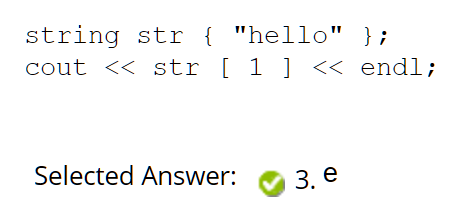 string str { "hello" };
cout << str [ 1 ] << endl;
Selected Answer: 3. e